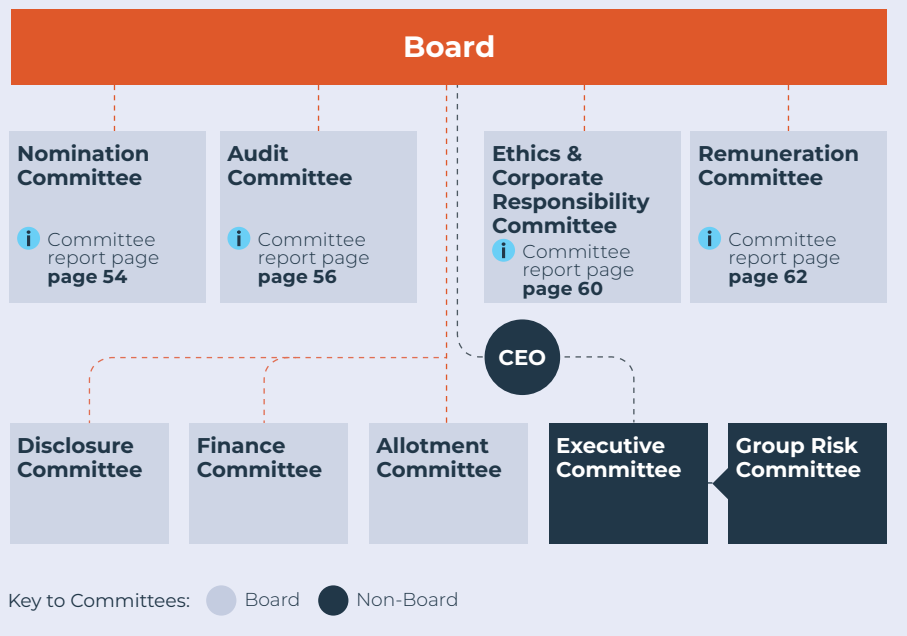 Board
Nomination
Committee
i Committee
report page
page 54
Audit
Committee
i Committee
report page
page 56
Ethics &
Corporate
Responsibility
Committee
i Committee
report page
page 60
Remuneration
Committee
i Committee
report page
page 62
CEO
Disclosure
Committee
Finance
Committee
Allotment
Committee
Executive
Committee
Group Risk
Committee
Key to Committees: Board Non-Board